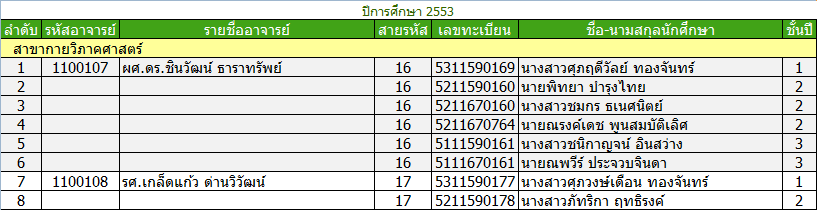 ปีการศึกษา 2553
ลำดับ รหัสอาจารย์ รายชื่ออาจารย์ สายรหัส เลขทะเบียน ชื่อ-นามสกุลนักศึกษา ชั้นปี
สาขากายวิภาคศาสตร์
1 1100107 ผศ.ดร.ชินวัฒน์ ธาราทรัพย์ 16 5311590169 นางสาวศุภฤดีวัลย์ ทองจันทร์ 1
2 16 5211590160 นายพิทยา บำรุงไทย 2
3 16 5211670160 นางสาวชมกร ธเนศนิตย์ 2
4 16 5211670764 นายณรงค์เดช พูนสมบัติเลิศ 2
5 16 5111590161 นางสาวชนิกาญจน์ อินสว่าง 3
6 16 5111670161 นายณพวีร์ ประจวบจินดา 3
7 1100108 รศ.เกล็ดแก้ว ด่านวิวัฒน์ 17 5311590177 นางสาวศุภวงษ์เดือน ทองจันทร์ 1
8 17 5211590178 นางสาวภัทริกา ฤทธิรงค์ 2